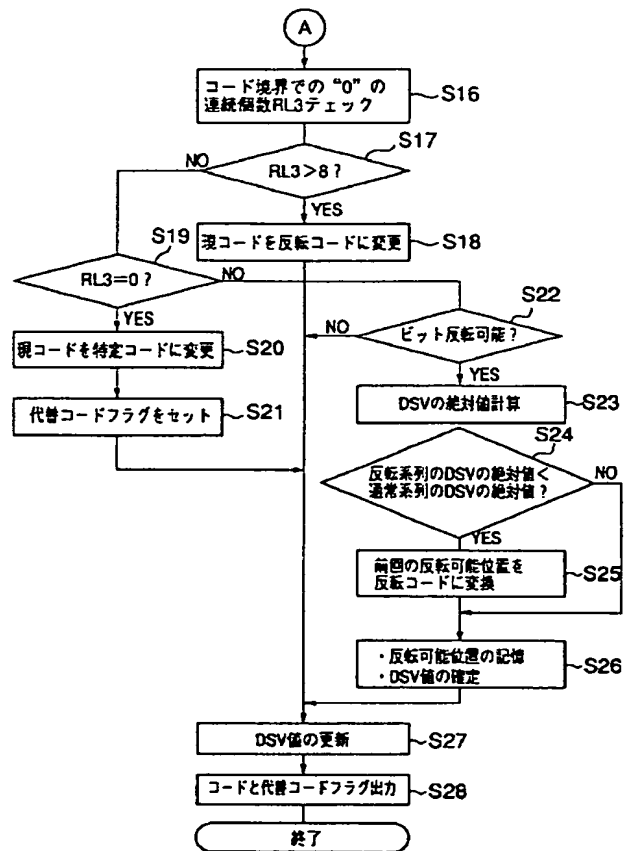 A
コード境界での“0”の
連続個数RL3チェック
S16
S17
NO
RL3>8?
YES
現コードを反転コードに変更
S18
S19
RL3=0?
NO
YES
S22
NO
ビット反転可能?
YES
現コードを特定コードに変更
S20
DSVの絶対値計算
S23
代替コードフラグをセット
S21
S24
反転系列のDSVの絶対値<
通常系列のDSVの絶対値?
NO
YES
前回の反転可能位置を
反転コードに変換
S25
・反転可能位置の記憶
・DSV値の確定
S26
DSV値の更新
S27
コードと代替コードフラグ出力
S28
終了